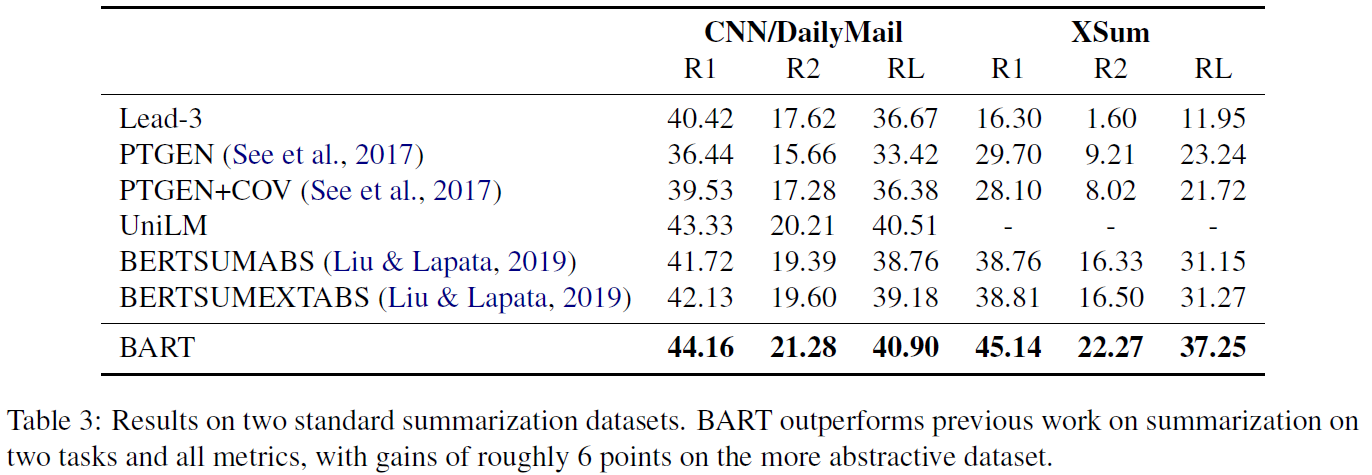 CNN/DailyMail XSum
R1 R2 RL R1 R2 RL
Lead-3 40.42 17.62 36.67 16.30 1.60 11.95
PTGEN (See et al., 2017) 36.44 15.66 33.42 29.70 9.21 23.24
PTGEN+COV (See et al., 2017) 39.53 17.28 36.38 28.10 8.02 21.72
UniLM 43.33 20.21 40.51 - - -
BERTSUMABS (Liu & Lapata, 2019) 41.72 19.39 38.76 38.76 16.33 31.15
BERTSUMEXTABS (Liu & Lapata, 2019) 42.13 19.60 39.18 38.81 16.50 31.27
BART 44.16 21.28 40.90 45.14 22.27 37.25
Table 3: Results on two standard summarization datasets. BART outperforms previous work on summarization on
two tasks and all metrics, with gains of roughly 6 points on the more abstractive dataset.